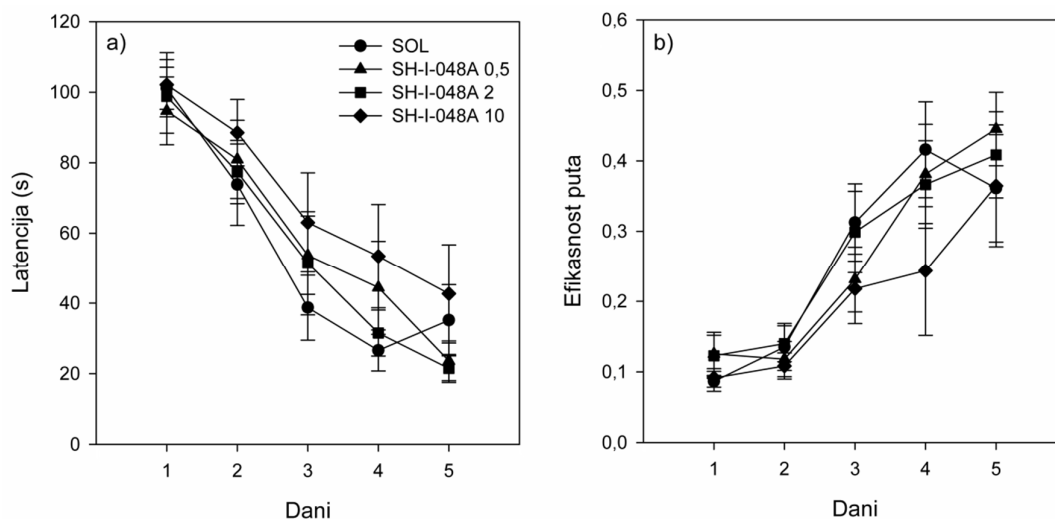 a)
SOL
SH-I-048A 0,5
SH-I-048A 2
SH-I-048A 10
Latencija (s)
120
100
80
60
40
20
0
1 2 3 4 5
Dani
b)
Efikasnost puta
0,6
0,5
0,4
0,3
0,2
0,1
0,0
1 2 3 4 5
Dani